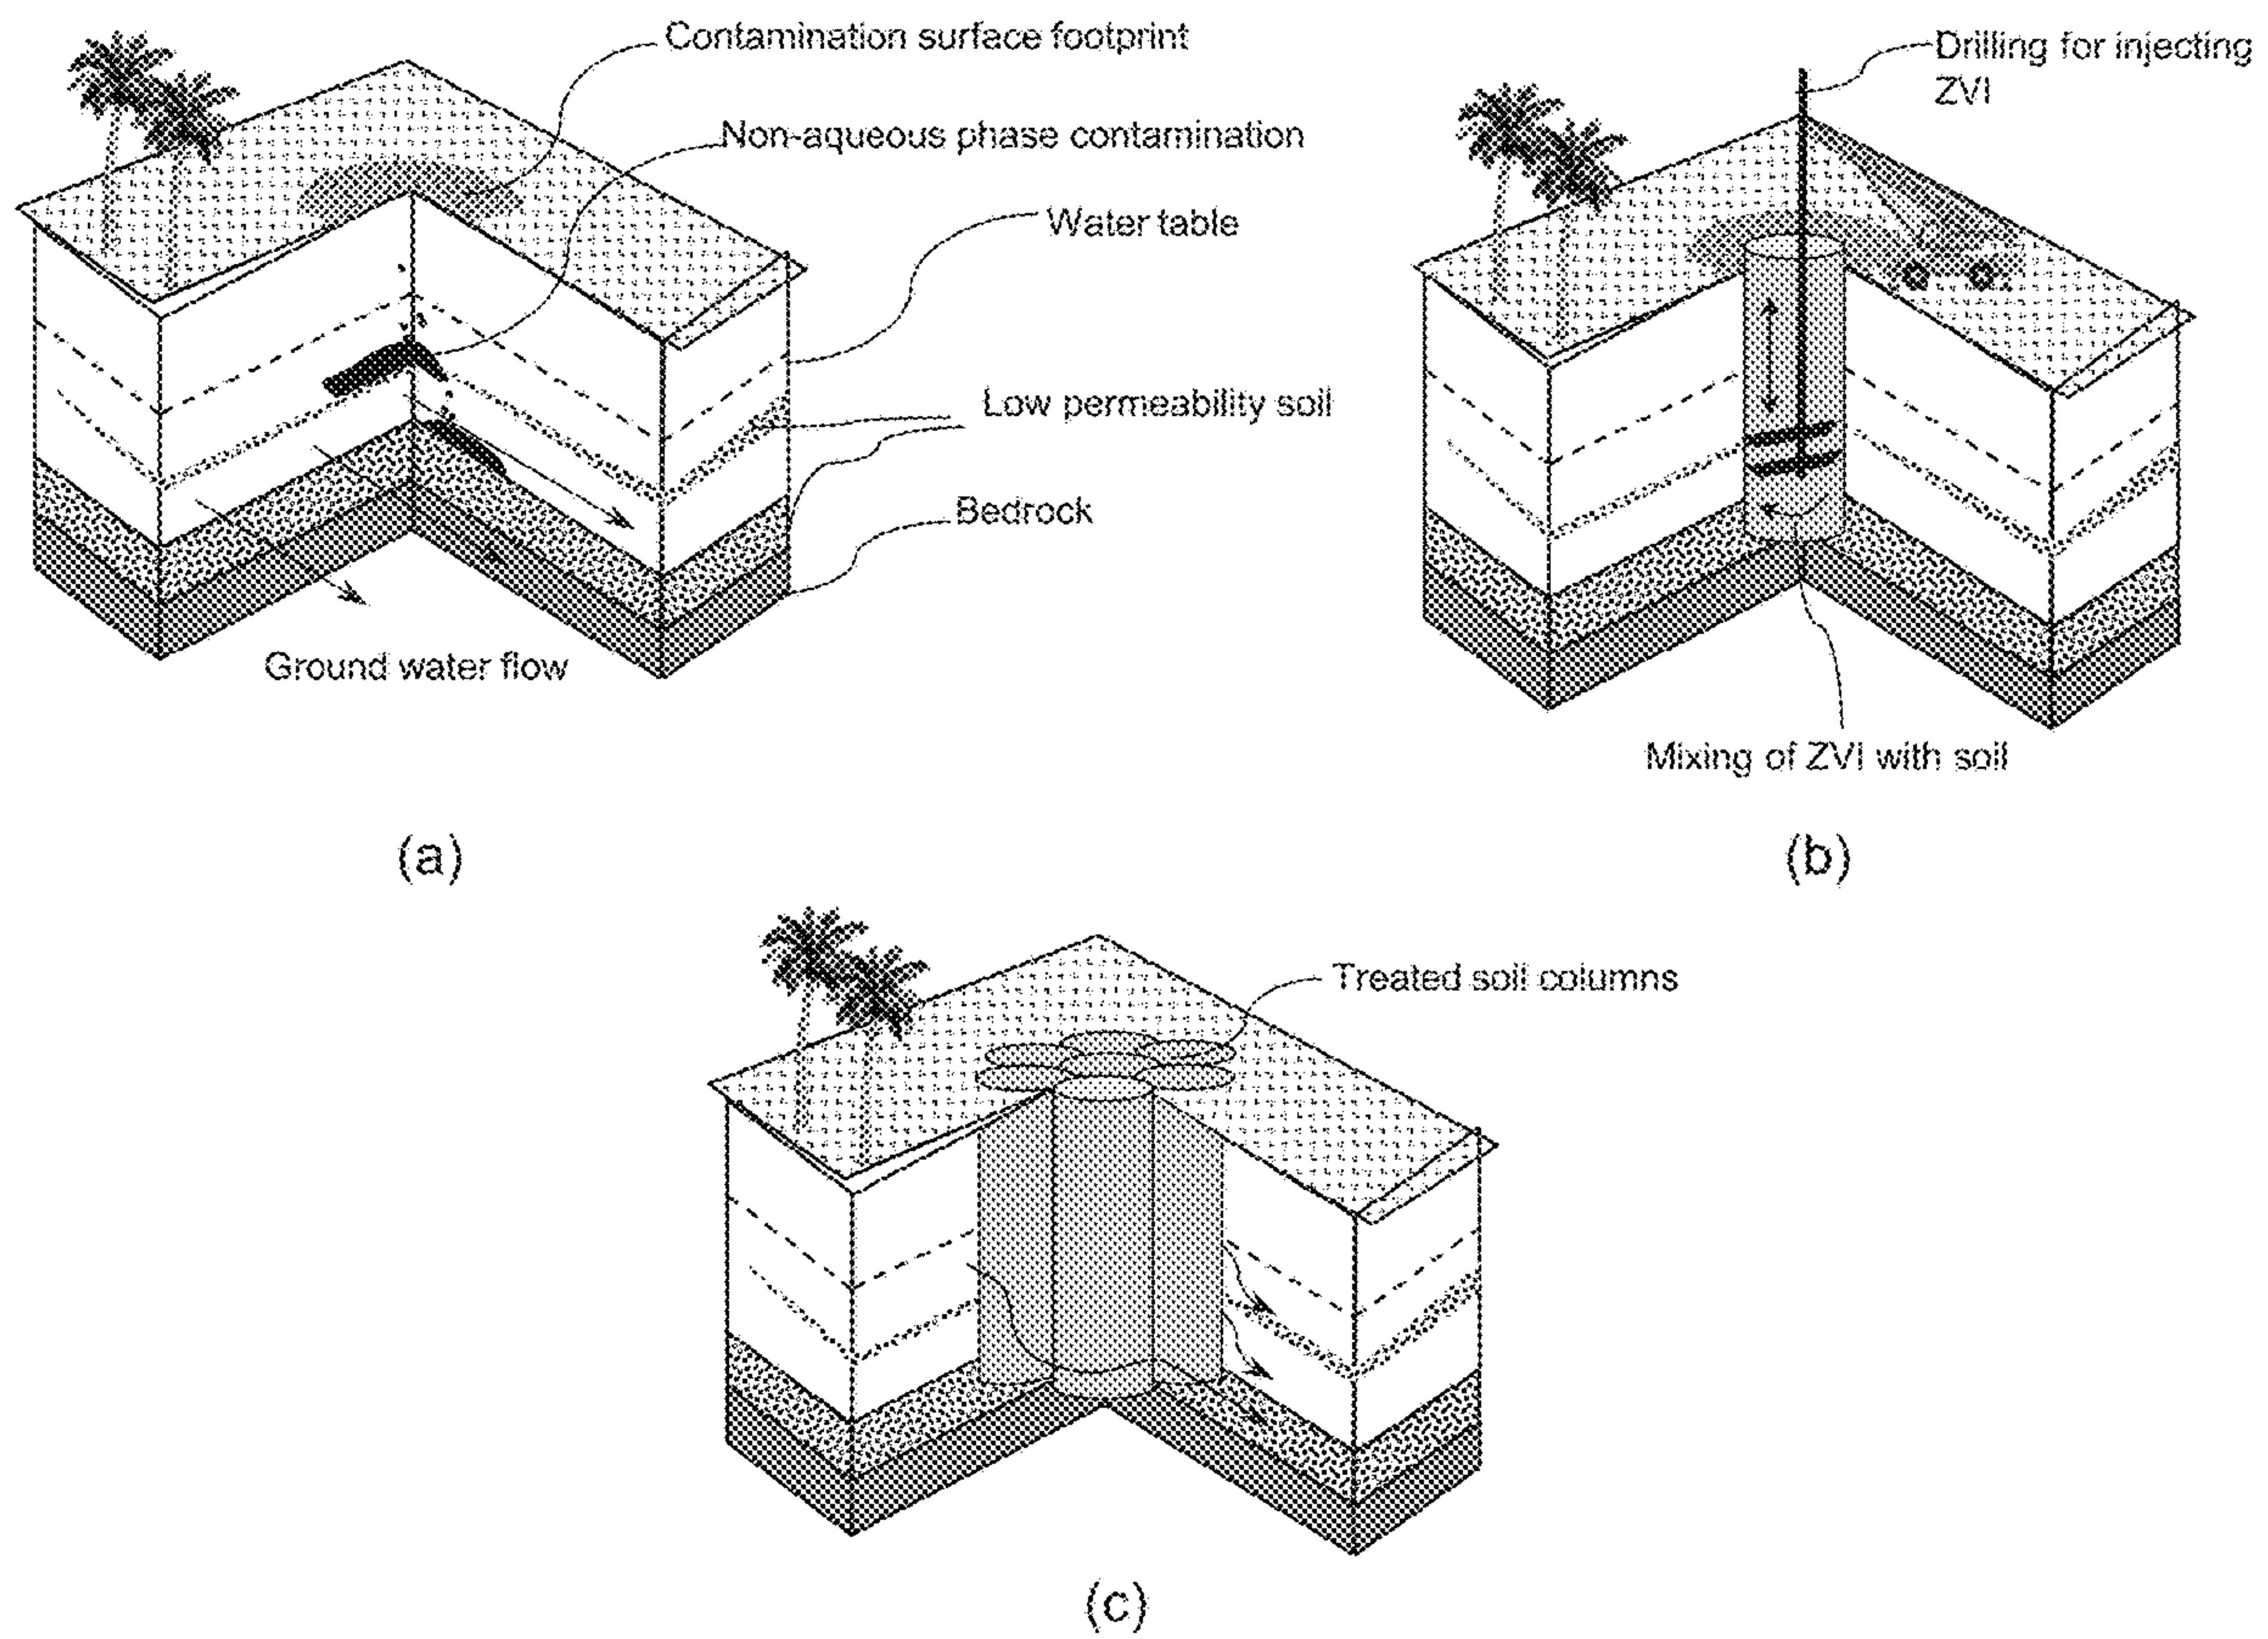 Contamination surface footprint
Non-aqueous phase contamination
Water table
Low permeability soil
Bedrock
Ground water flow
(a)
Drilling for injecting
ZVI
Mixing of ZVI with soil
(b)
Treated soil columns
(c)